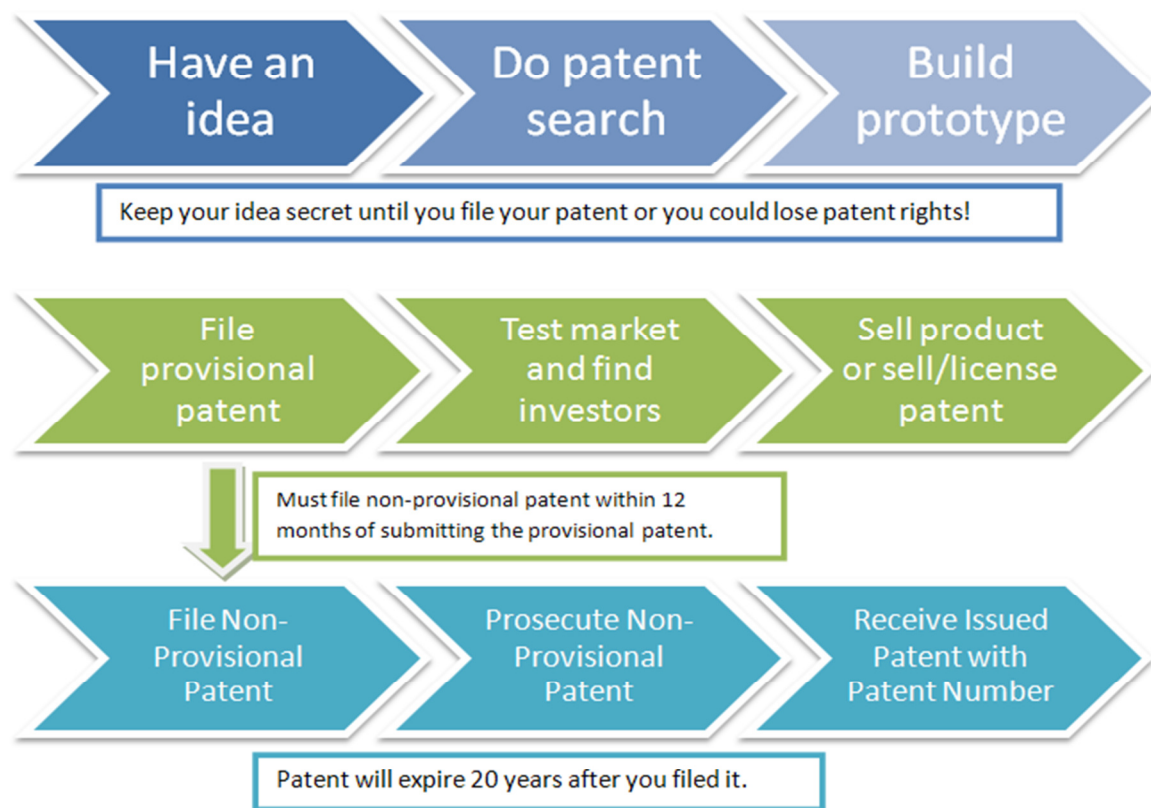 Have an
idea
Do patent
search
Build
prototype
Keep your idea secret until you file your patent or you could lose patent rights!
File
provisional
patent
Test market
and find
investors
Sell product
or sell/license
patent
Must file non-provisional patent within 12
months of submitting the provisional patent.
File Non-
Provisional
Patent
Prosecute Non-
Provisional
Patent
Receive Issued
Patent with
Patent Number
Patent will expire 20 years after you filed it.